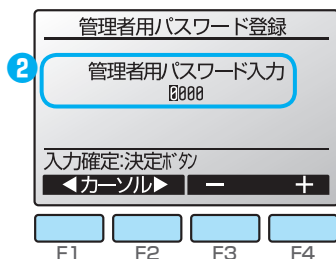 管理者用パスワード登録
2
管理者用パスワード入力
0000
入力確定:決定ボタン
◀カーソル▶ － ＋
F1 F2 F3 F4